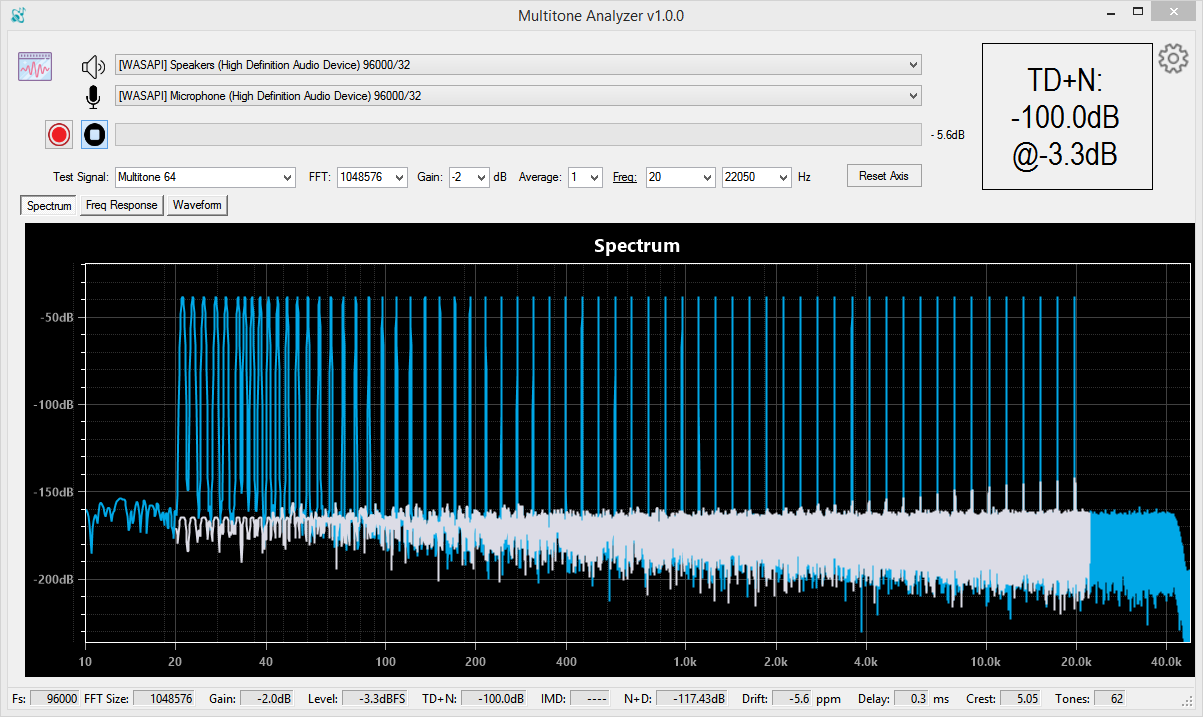 Multitone Analyzer v1.0.0
[WASAPI] Speakers (High Definition Audio Device) 96000/32
[WASAPI] Microphone (High Definition Audio Device) 96000/32
- 5.6dB
TD+N:
-100.0dB
@-3.3dB
Test Signal: Multitone 64 FFT: 1048576 Gain: -2 dB Average: 1 Freq: 20 22050 Hz Reset Axis
Spectrum Freq Response Waveform
Spectrum
-50dB
-100dB
-150dB
-200dB
10 20 40 100 200 400 1.0k 2.0k 4.0k 10.0k 20.0k 40.0k
Fs: 96000 FFT Size: 1048576 Gain: -2.0dB Level: -3.3dBFS TD+N: -100.0dB IMD: ---- N+D: -117.43dB Drift: -5.6 ppm Delay: 0.3 ms Crest: 5.05 Tones: 62